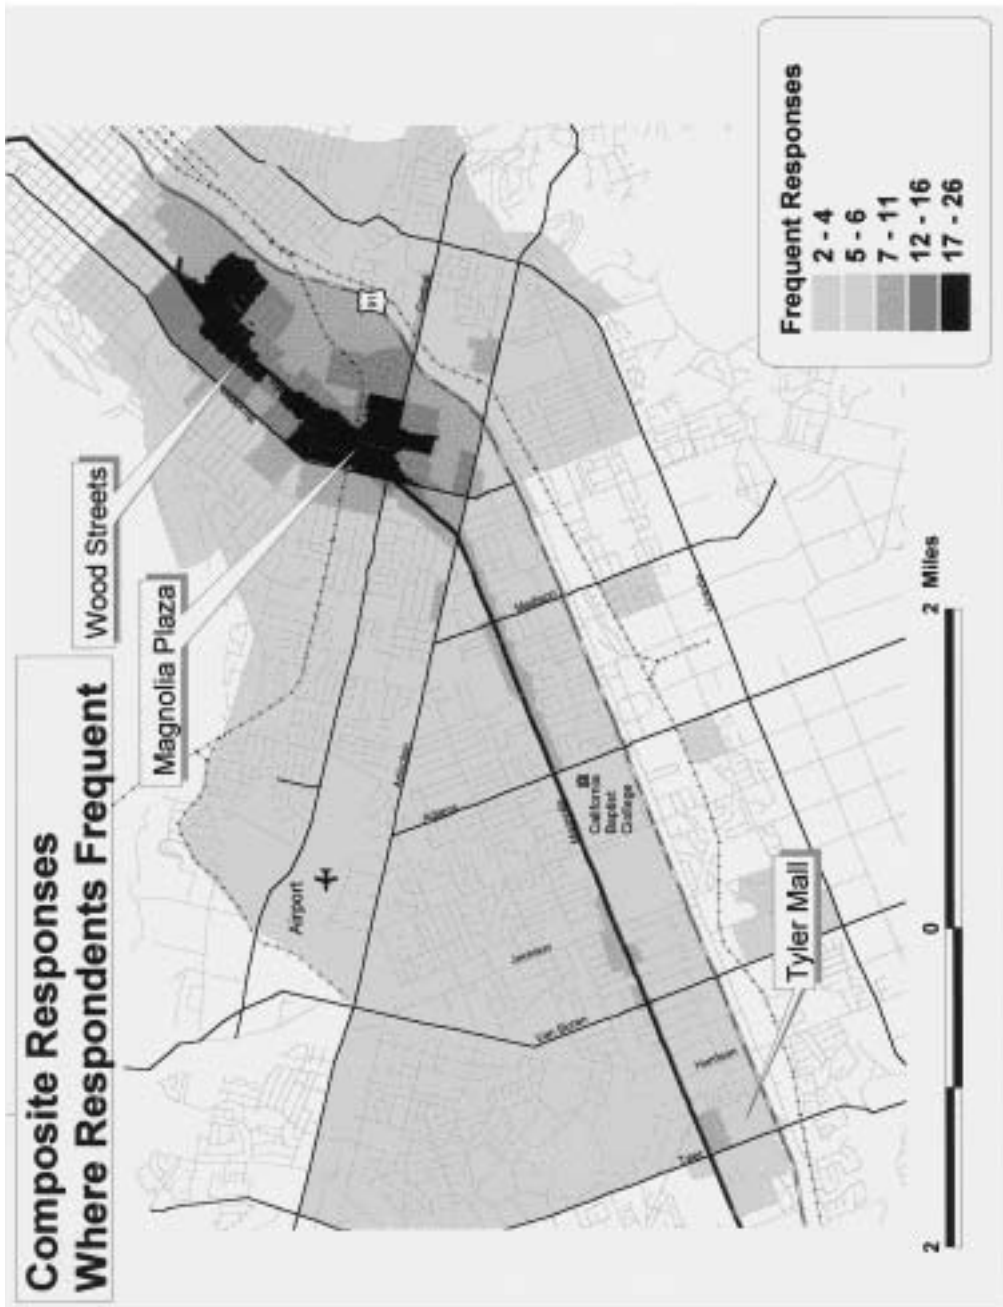 Composite Responses
Where Respondents Frequent
Wood Streets
Magnolia Plaza
Airport
91
Madison
Adams
California
Baptist
College
Jackson
Van Buren
Harrison
Tyler
Tyler Mall
Frequent Responses
2 - 4
5 - 6
7 - 11
12 - 16
17 - 26
2
0
2 Miles